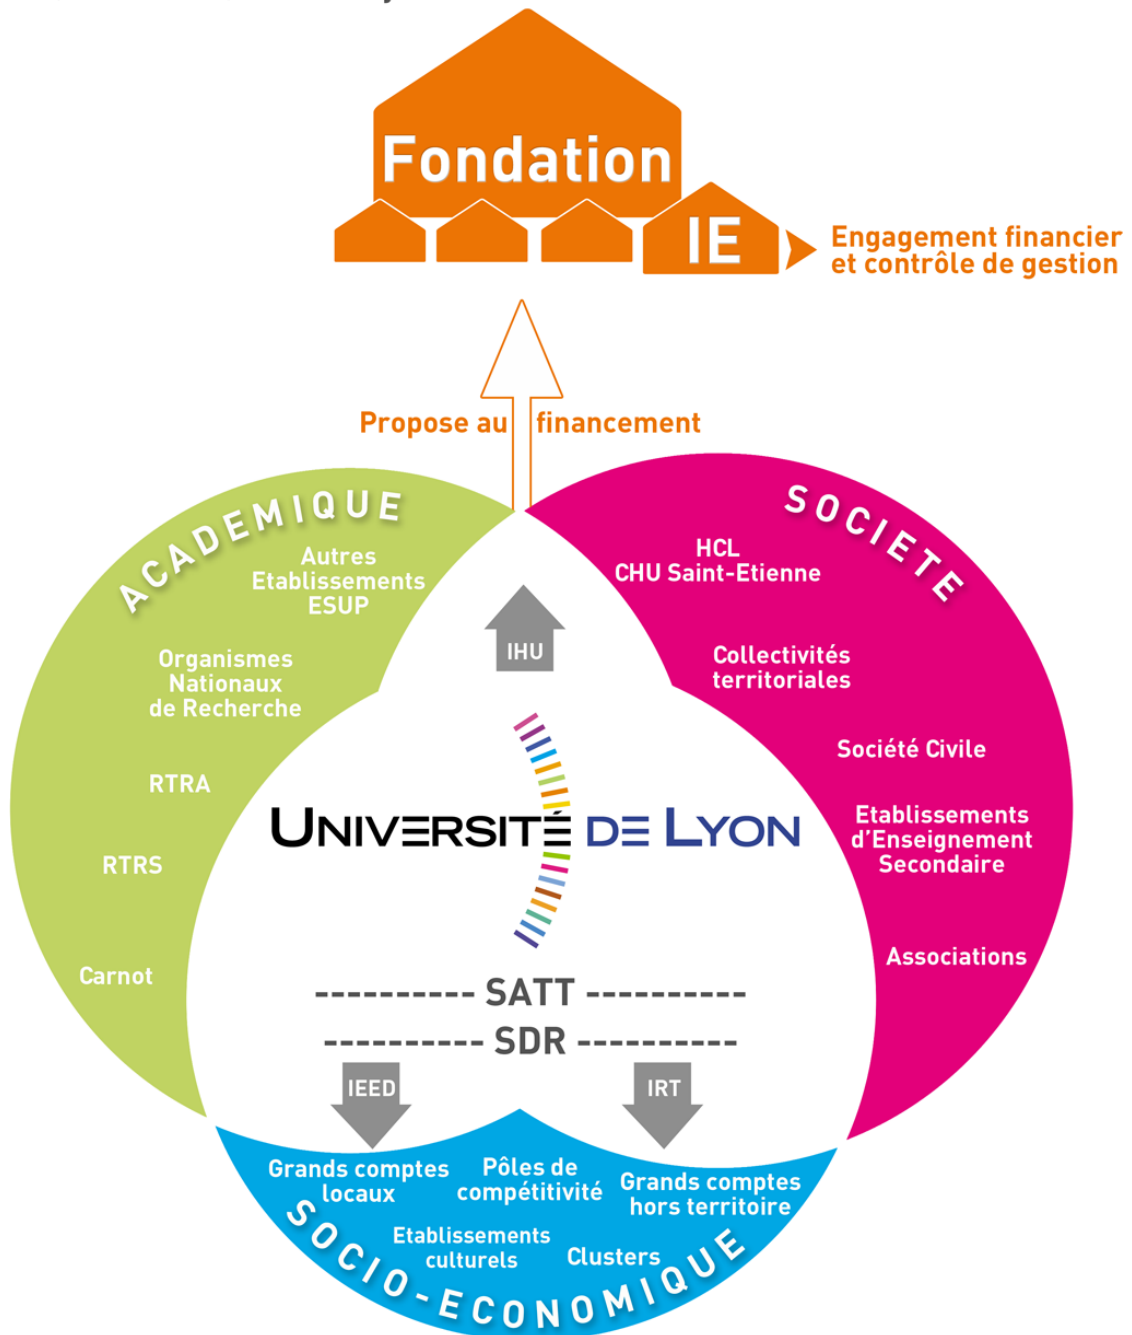 Fondation
IE
Engagement financier
et contrôle de gestion
Propose au financement
ACADEMIQUE
Autres
Etablissements
ESUP
Organismes
Nationaux
de Recherche
RTRA
RTRS
Carnot
SOCIETE
HCL
CHU Saint-Etienne
Collectivités
territoriales
Société Civile
Etablissements
d'Enseignement
Secondaire
Associations
IHU
UNIVERSITÉ DE LYON
---------- SATT ----------
---------- SDR ----------
IEED
IRT
Grands comptes
locaux
Pôles de
compétitivité
Grands comptes
hors territoire
Etablissements
culturels
Clusters
SOCIO-ECONOMIQUE